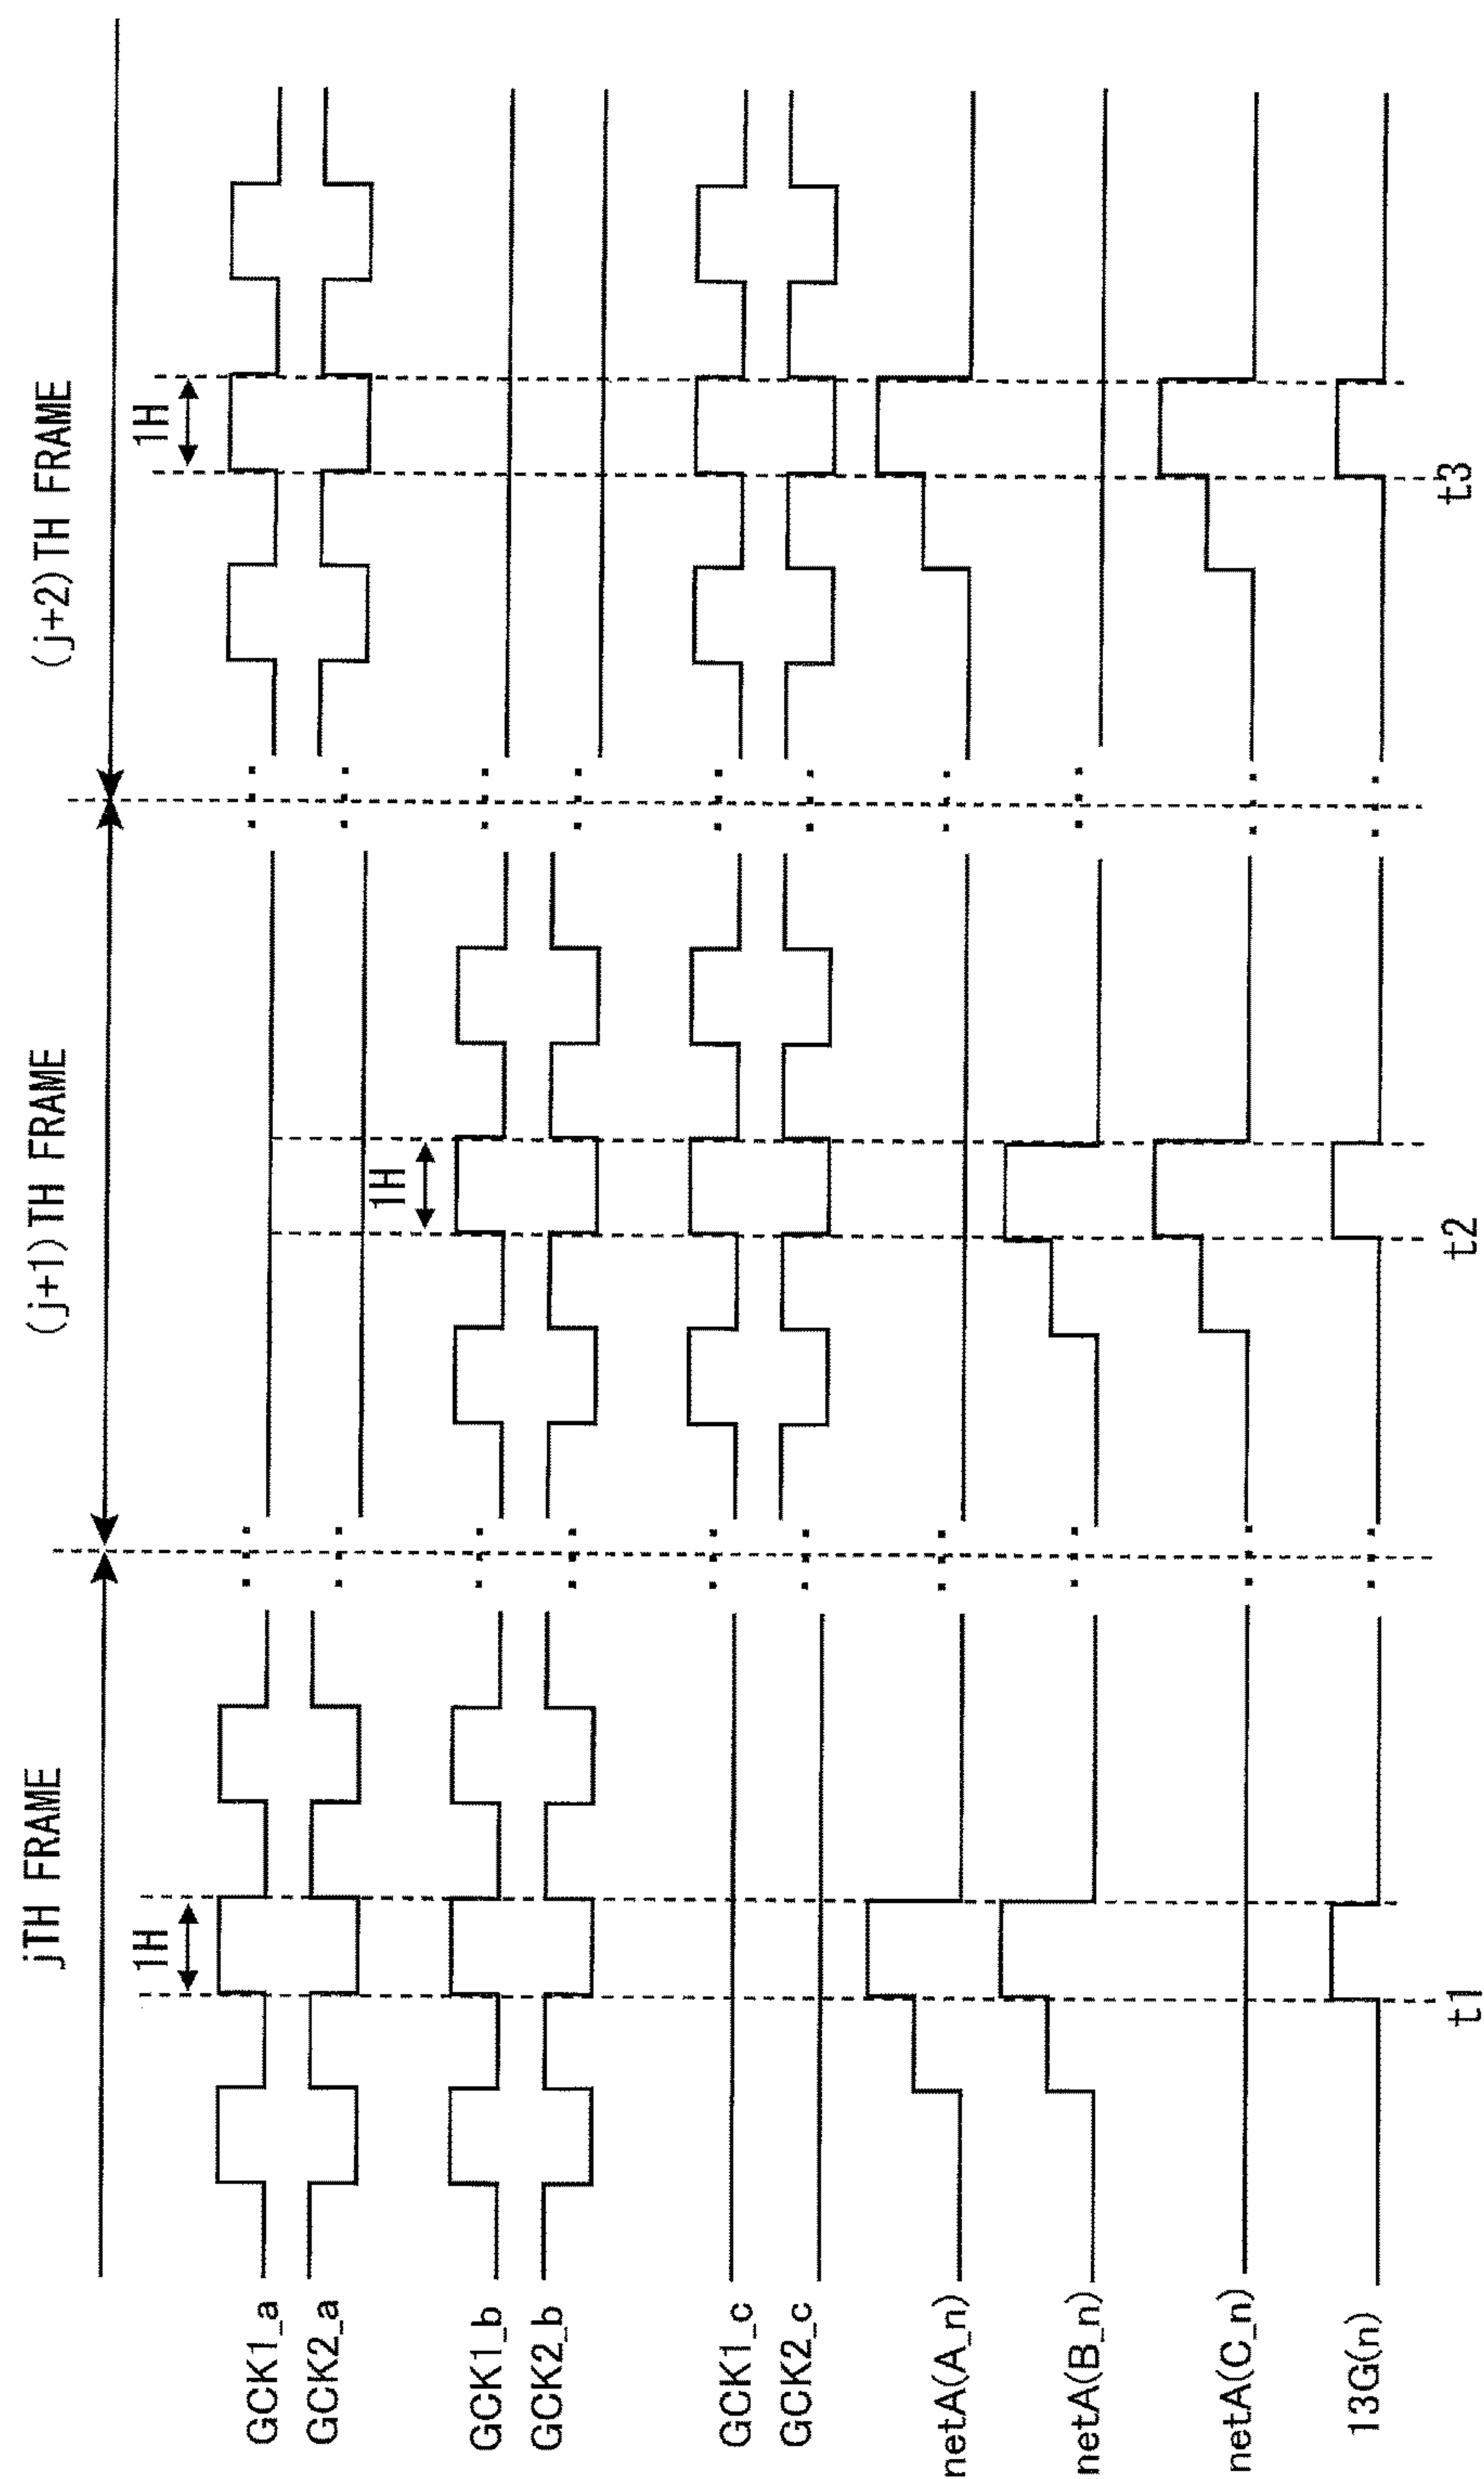 jTH FRAME
(j+1)TH FRAME
(j+2)TH FRAME
1H
1H
1H
GCK1_a
GCK2_a
GCK1_b
GCK2_b
GCK1_c
GCK2_c
netA(A_n)
netA(B_n)
netA(C_n)
13G(n)
t1
t2
t3